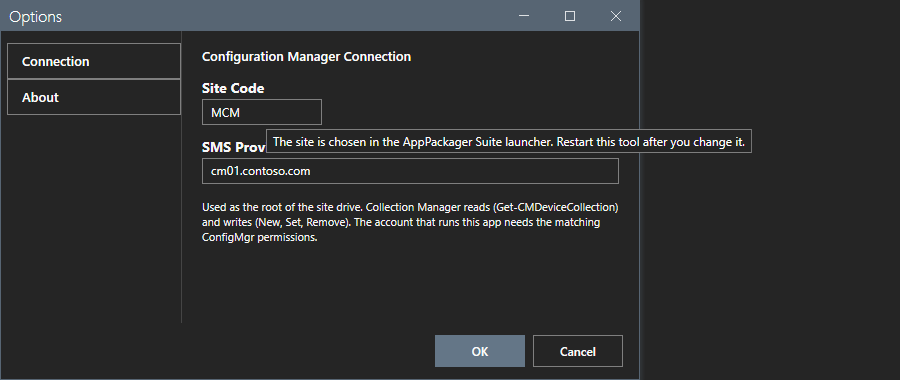 Options
Connection
About
Configuration Manager Connection
Site Code
MCM
The site is chosen in the AppPackager Suite launcher. Restart this tool after you change it.
SMS
cm01.contoso.com
Used as the root of the site drive. Collection Manager reads (Get-CMDeviceCollection)
and writes (New, Set, Remove). The account that runs this app needs the matching
ConfigMgr permissions.
OK
Cancel